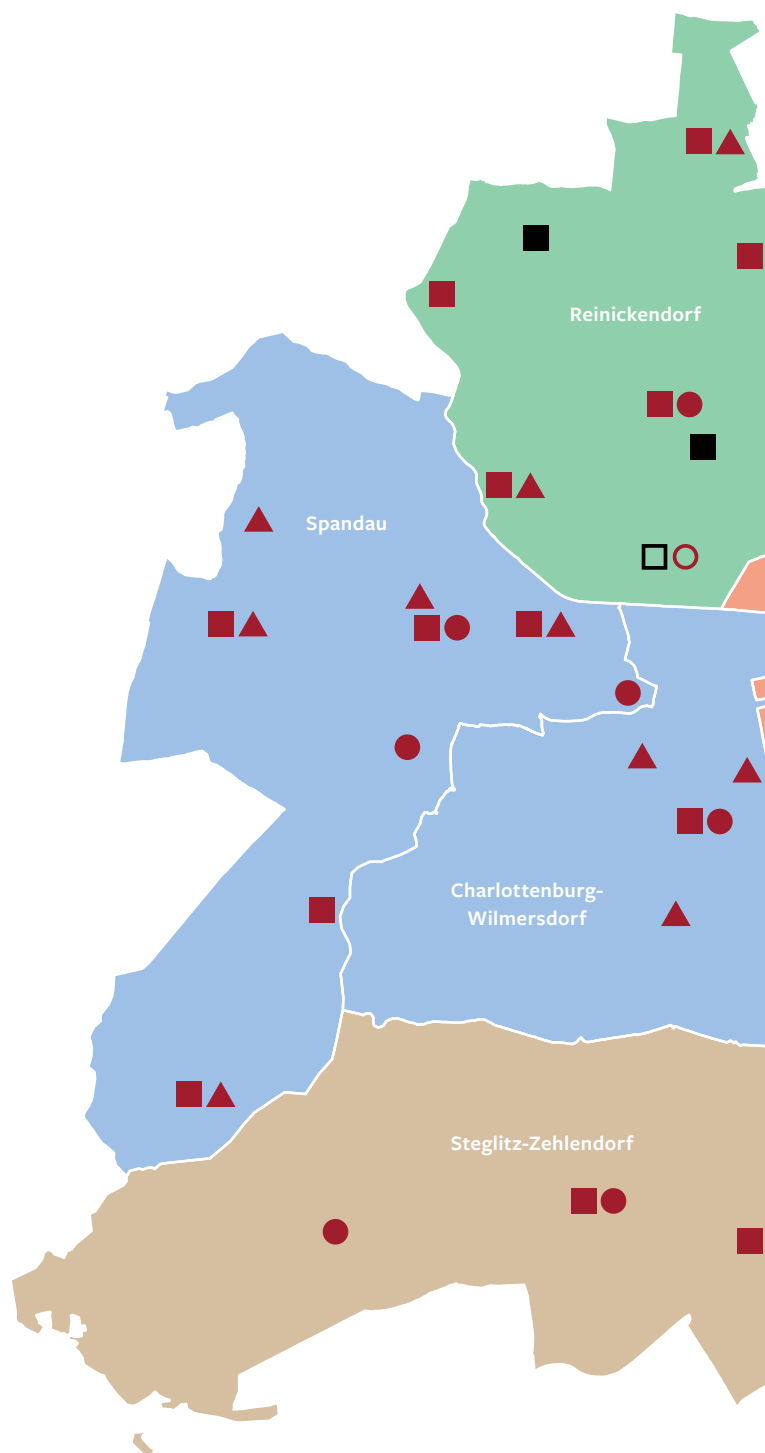 Reinickendorf
Spandau
Charlottenburg-
Wilmersdorf
Steglitz-Zehlendorf